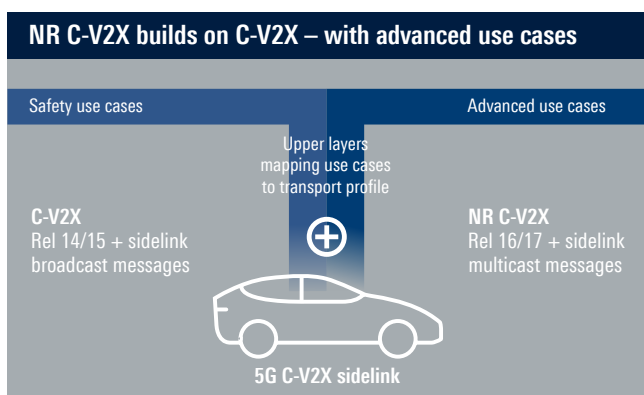 NR C-V2X builds on C-V2X – with advanced use cases
Safety use cases
Advanced use cases
Upper layers
mapping use cases
to transport profile
C-V2X
Rel 14/15 + sidelink
broadcast messages
NR C-V2X
Rel 16/17 + sidelink
multicast messages
5G C-V2X sidelink